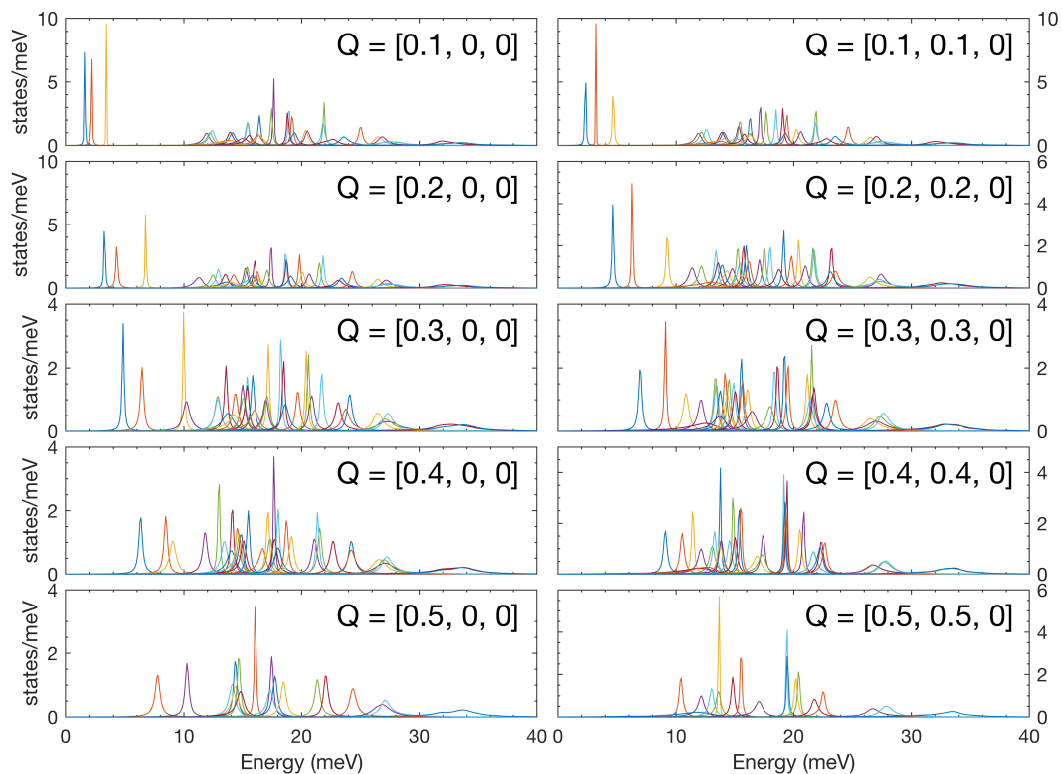 10
5
0
states/meV
Q = [0.1, 0, 0]
Q = [0.1, 0.1, 0]
10
5
0
10
5
0
states/meV
Q = [0.2, 0, 0]
Q = [0.2, 0.2, 0]
6
4
2
0
4
2
0
states/meV
Q = [0.3, 0, 0]
Q = [0.3, 0.3, 0]
4
2
0
4
2
0
states/meV
Q = [0.4, 0, 0]
Q = [0.4, 0.4, 0]
6
4
2
0
4
2
0
states/meV
Q = [0.5, 0, 0]
Q = [0.5, 0.5, 0]
6
4
2
0
0 10 20 30 40
0 10 20 30 40
Energy (meV)
Energy (meV)